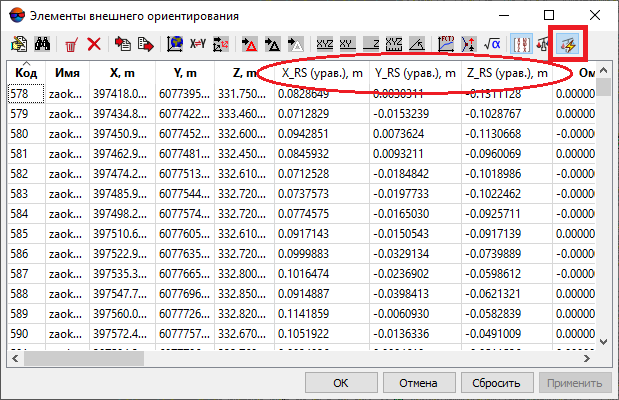 Элементы внешнего ориентирования
XYZ XY Z XYZ
Код Имя X, m Y, m Z, m X_RS (урав.), m Y_RS (урав.), m Z_RS (урав.), m Ом
578 zaok... 397418.0... 6077395... 331.750... 0.0828649 0.0030311 -0.1311128 0.00000
579 zaok... 397434.8... 6077422... 333.460... 0.0712829 -0.0153239 -0.1028767 0.00000
580 zaok... 397450.9... 6077452... 332.600... 0.0942851 0.0073624 -0.1130668 -0.00000
581 zaok... 397462.9... 6077481... 332.450... 0.0845932 0.0093211 -0.0960069 0.00000
582 zaok... 397474.2... 6077513... 332.610... 0.0712528 -0.0184842 -0.1018986 -0.00000
583 zaok... 397485.9... 6077544... 332.720... 0.0737573 -0.0197733 -0.1022462 0.00000
584 zaok... 397498.2... 6077574... 332.720... 0.0774575 -0.0165030 -0.0925711 -0.00000
585 zaok... 397510.6... 6077605... 332.610... 0.0917143 -0.0150543 -0.0917139 0.00000
586 zaok... 397522.9... 6077635... 332.660... 0.0999883 -0.0329134 -0.0739889 -0.00000
587 zaok... 397535.3... 6077665... 332.800... 0.1016474 -0.0236902 -0.0598612 -0.00000
588 zaok... 397547.7... 6077696... 332.850... 0.0914887 -0.0398413 -0.0621321 0.00000
589 zaok... 397560.0... 6077726... 332.820... 0.1141859 -0.0060930 -0.0582839 0.00000
590 zaok... 397572.4... 6077757... 332.670... 0.1051922 -0.0136336 -0.0491009 0.00000
OK Отмена Сбросить Применить